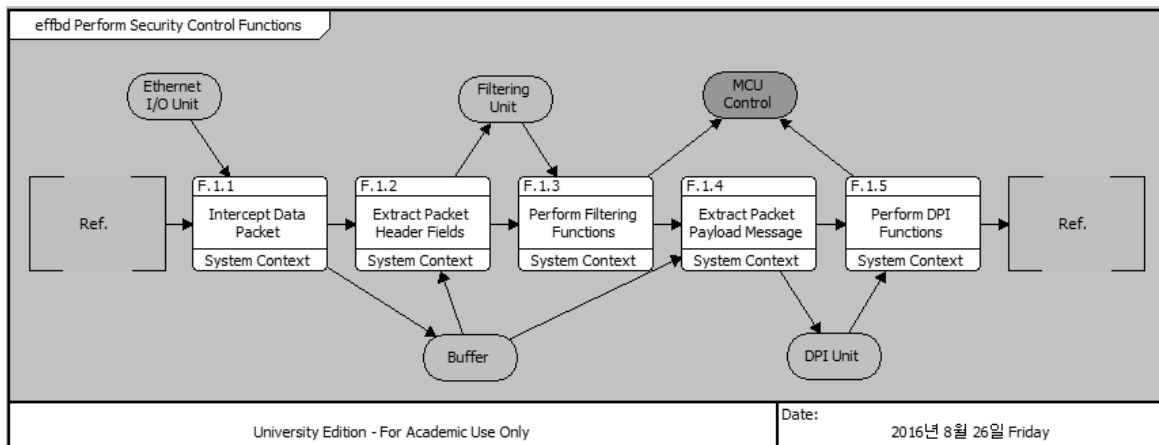 effbd Perform Security Control Functions
Ethernet
I/O Unit
Filtering
Unit
MCU
Control
Ref.
F.1.1
Intercept Data
Packet
System Context
F.1.2
Extract Packet
Header Fields
System Context
F.1.3
Perform Filtering
Functions
System Context
F.1.4
Extract Packet
Payload Message
System Context
F.1.5
Perform DPI
Functions
System Context
Ref.
Buffer
DPI Unit
University Edition - For Academic Use Only
Date:
2016년 8월 26일 Friday